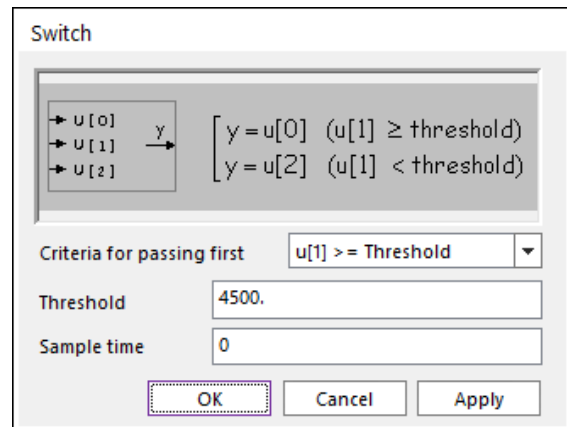 Switch
u[0]
u[1]
u[2]
y
y = u[0] (u[1] ≥ threshold)
y = u[2] (u[1] < threshold)
Criteria for passing first
u[1] >= Threshold
Threshold
4500.
Sample time
0
OK
Cancel
Apply